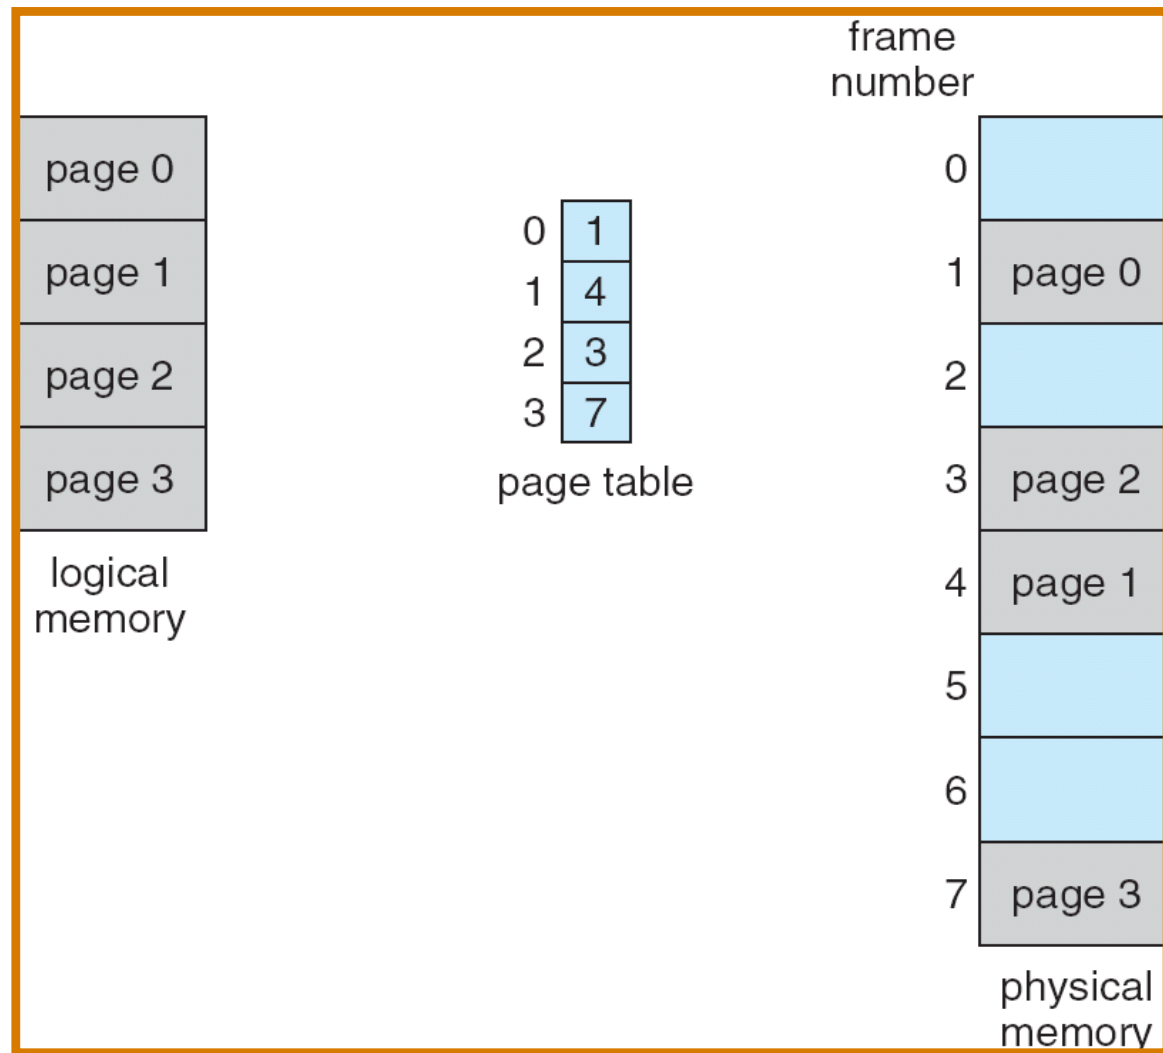 page 0
page 1
page 2
page 3
logical
memory
0 1
1 4
2 3
3 7
page table
frame
number
0
1 page 0
2
3 page 2
4 page 1
5
6
7 page 3
physical
memory